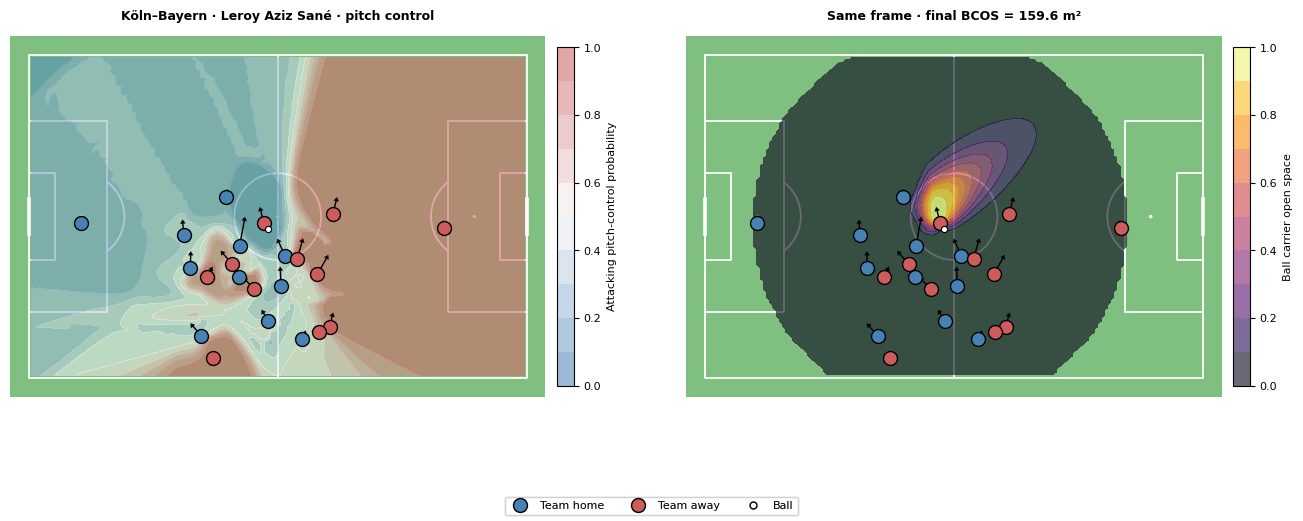 Köln–Bayern · Leroy Aziz Sané · pitch control
1.0
0.8
0.6
0.4
0.2
0.0
Attacking pitch-control probability
Same frame · final BCOS = 159.6 m²
1.0
0.8
0.6
0.4
0.2
0.0
Ball carrier open space
Team home
Team away
Ball